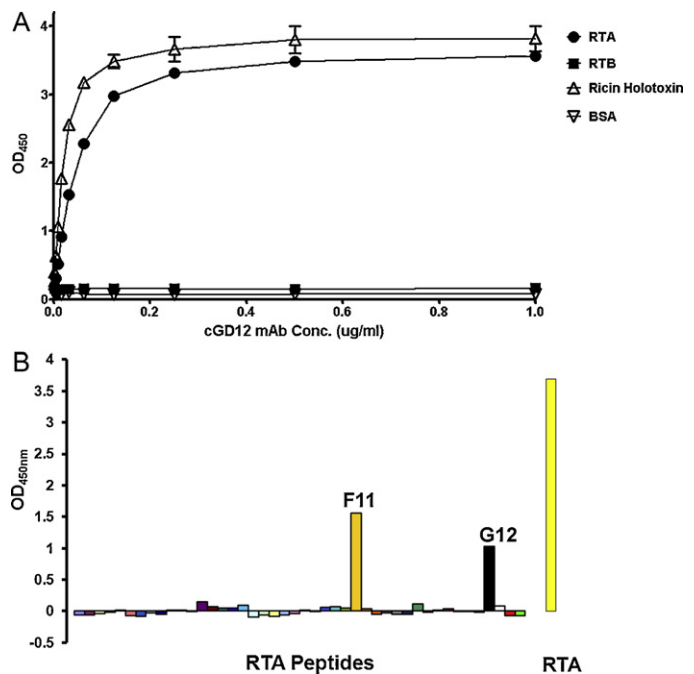 A
4
3
2
1
0
OD450
0.0
0.2
0.4
0.6
0.8
1.0
cGD12 mAb Conc. (ug/ml)
RTA
RTB
Ricin Holotoxin
BSA
B
4
3.5
3
2.5
2
1.5
1
0.5
0
-0.5
OD450nm
F11
G12
RTA Peptides
RTA